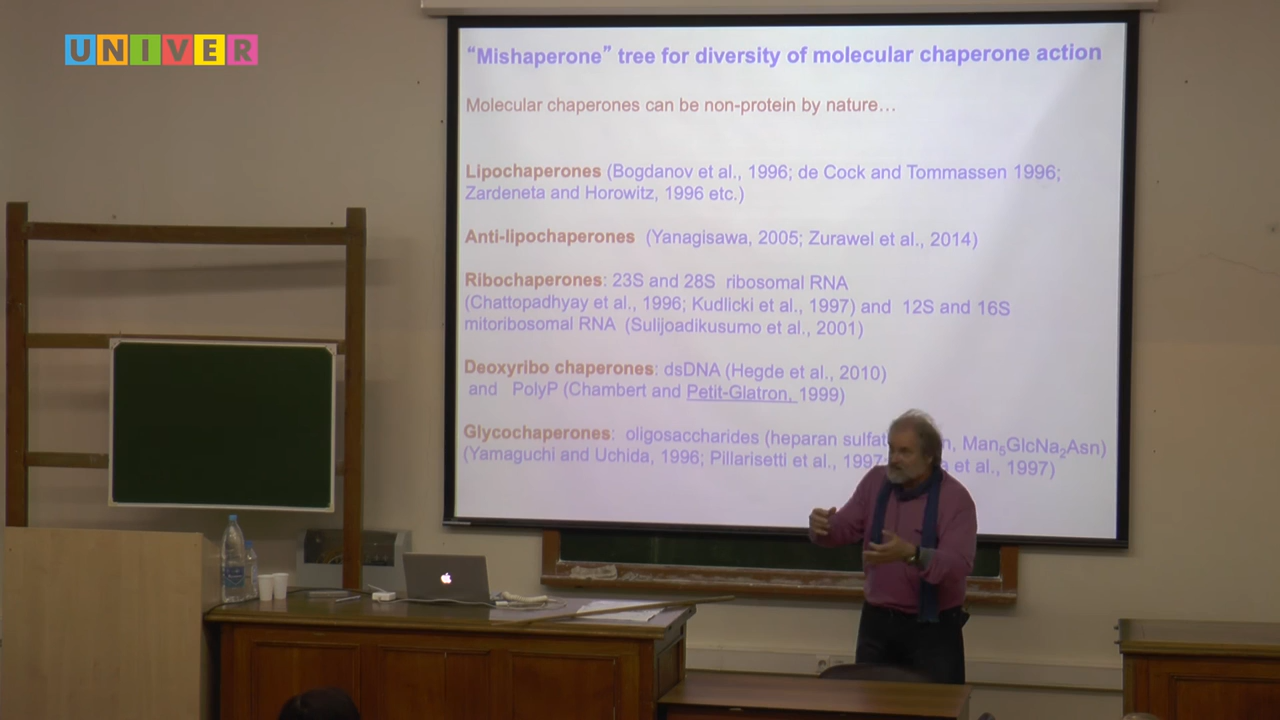 UNIVER
“Mishaperone” tree for diversity of molecular chaperone action
Molecular chaperones can be non-protein by nature…
Lipochaperones (Bogdanov et al., 1996; de Cock and Tommassen 1996;
Zardeneta and Horowitz, 1996 etc.)
Anti-lipochaperones (Yanagisawa, 2005; Zurawel et al., 2014)
Ribochaperones: 23S and 28S ribosomal RNA
(Chattopadhyay et al., 1996; Kudlicki et al., 1997) and 12S and 16S
mitoribosomal RNA (Sulijoadikusumo et al., 2001)
Deoxyribo chaperones: dsDNA (Hegde et al., 2010)
and PolyP (Chambert and Petit-Glatron, 1999)
Glycochaperones: oligosaccharides (heparan Man₅GlcNa₂Asn)
(Yamaguchi and Uchida, 1996; Pillarisetti et al., 1997 et al., 1997)